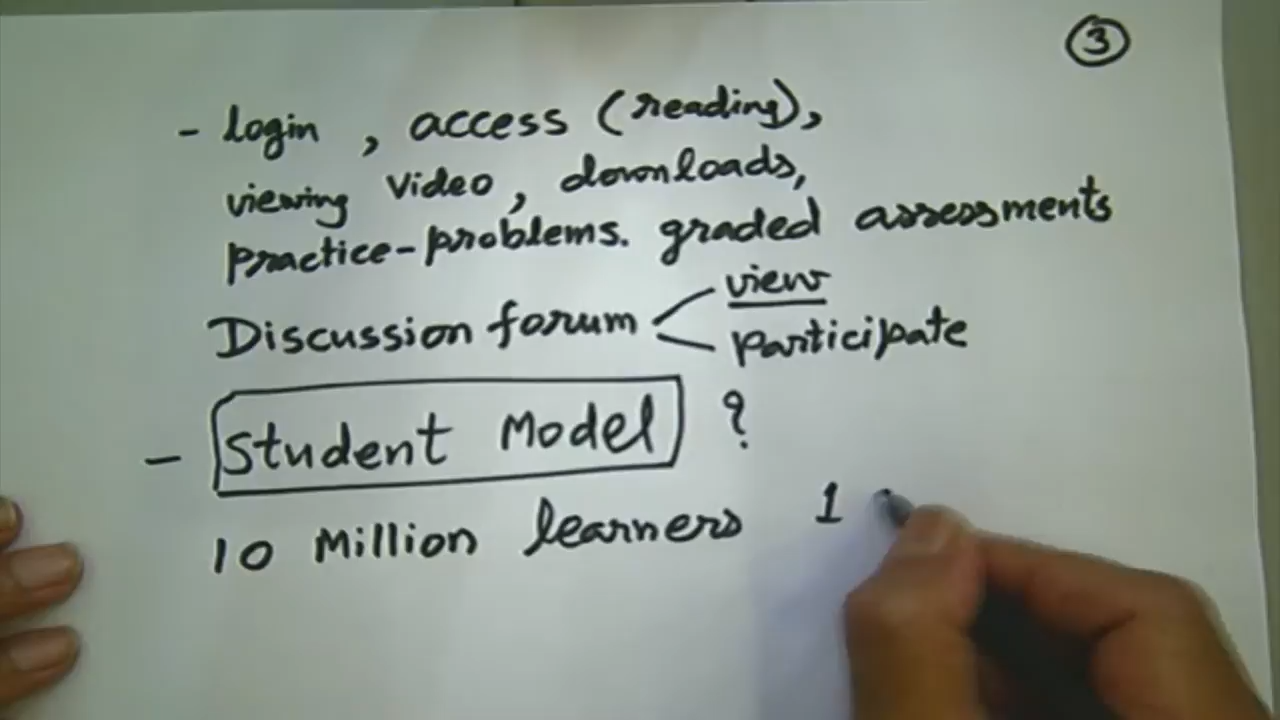 3
- login , access (reading),
viewing video , downloads,
practice-problems. graded assessments
Discussion forum view
participate
- Student Model ?
10 Million learners 1